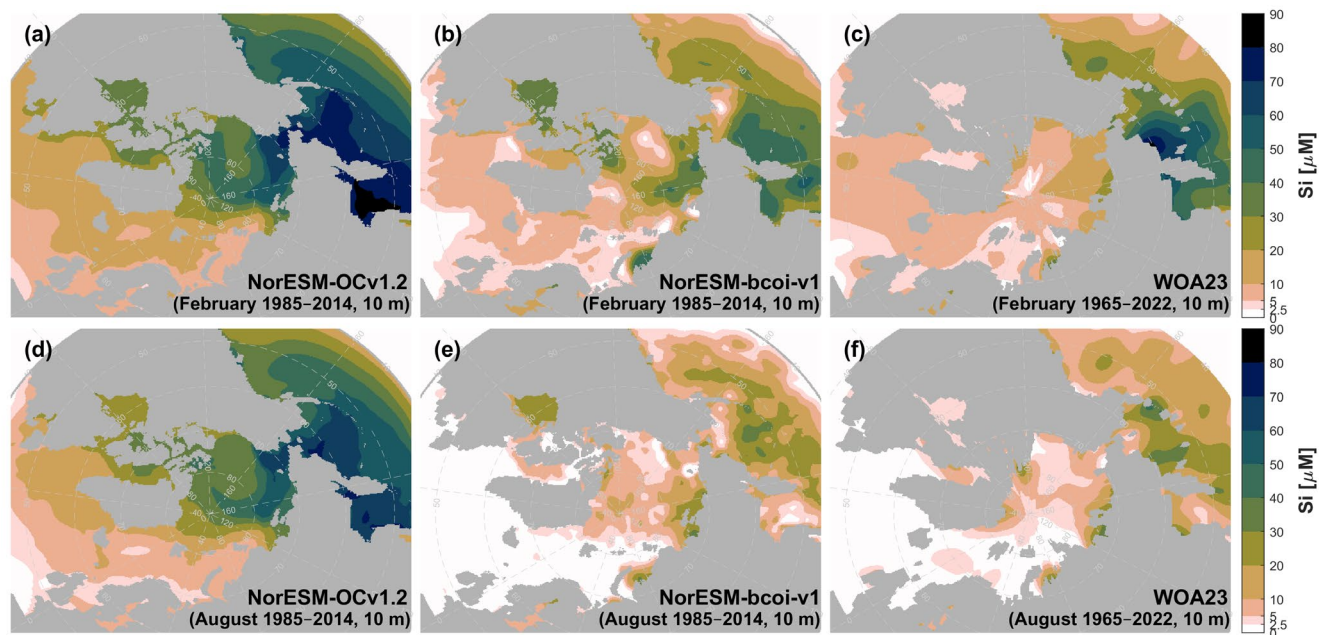 (a)
NorESM-OCv1.2
(February 1985–2014, 10 m)
(b)
NorESM-bcoi-v1
(February 1985–2014, 10 m)
(c)
WOA23
(February 1965–2022, 10 m)
90
80
70
60
50
40
30
20
10
5
2.5
0
Si [μM]
(d)
NorESM-OCv1.2
(August 1985–2014, 10 m)
(e)
NorESM-bcoi-v1
(August 1985–2014, 10 m)
(f)
WOA23
(August 1965–2022, 10 m)
90
80
70
60
50
40
30
20
10
5
2.5
0
Si [μM]